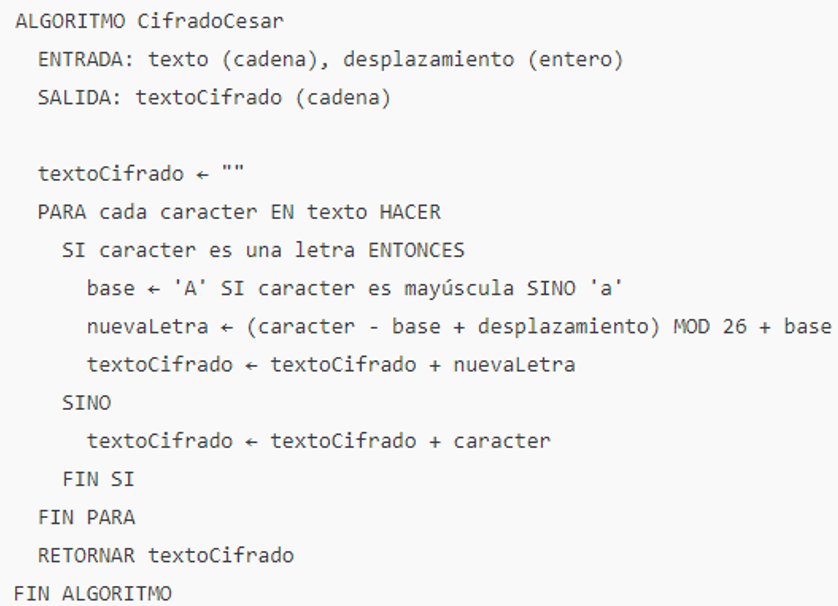 ALGORITMO CifradoCesar
ENTRADA: texto (cadena), desplazamiento (entero)
SALIDA: textoCifrado (cadena)
textoCifrado ← ""
PARA cada caracter EN texto HACER
SI caracter es una letra ENTONCES
base ← 'A' SI caracter es mayúscula SINO 'a'
nuevaLetra ← (caracter - base + desplazamiento) MOD 26 + base
textoCifrado ← textoCifrado + nuevaLetra
SINO
textoCifrado ← textoCifrado + caracter
FIN SI
FIN PARA
RETORNAR textoCifrado
FIN ALGORITMO